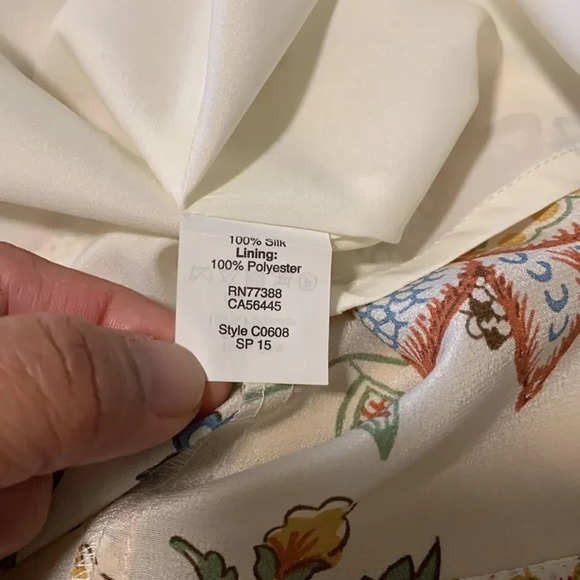 100% Silk
Lining:
100% Polyester
RN77388
CA56445
Style C0608
SP 15